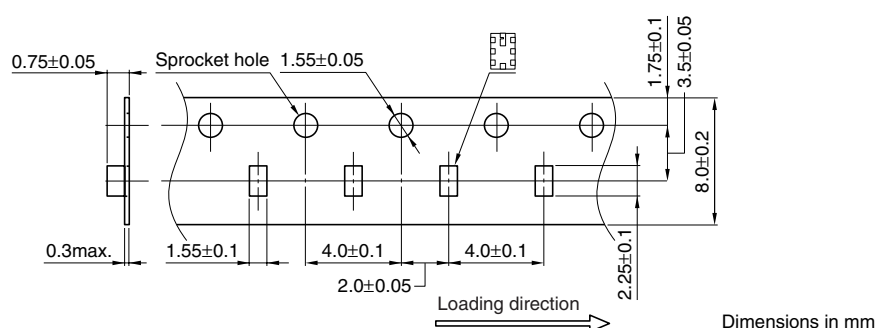 0.75±0.05
Sprocket hole
1.55±0.05
1.75±0.1
3.5±0.05
8.0±0.2
0.3max.
1.55±0.1
4.0±0.1
4.0±0.1
2.25±0.1
2.0±0.05
Loading direction
Dimensions in mm